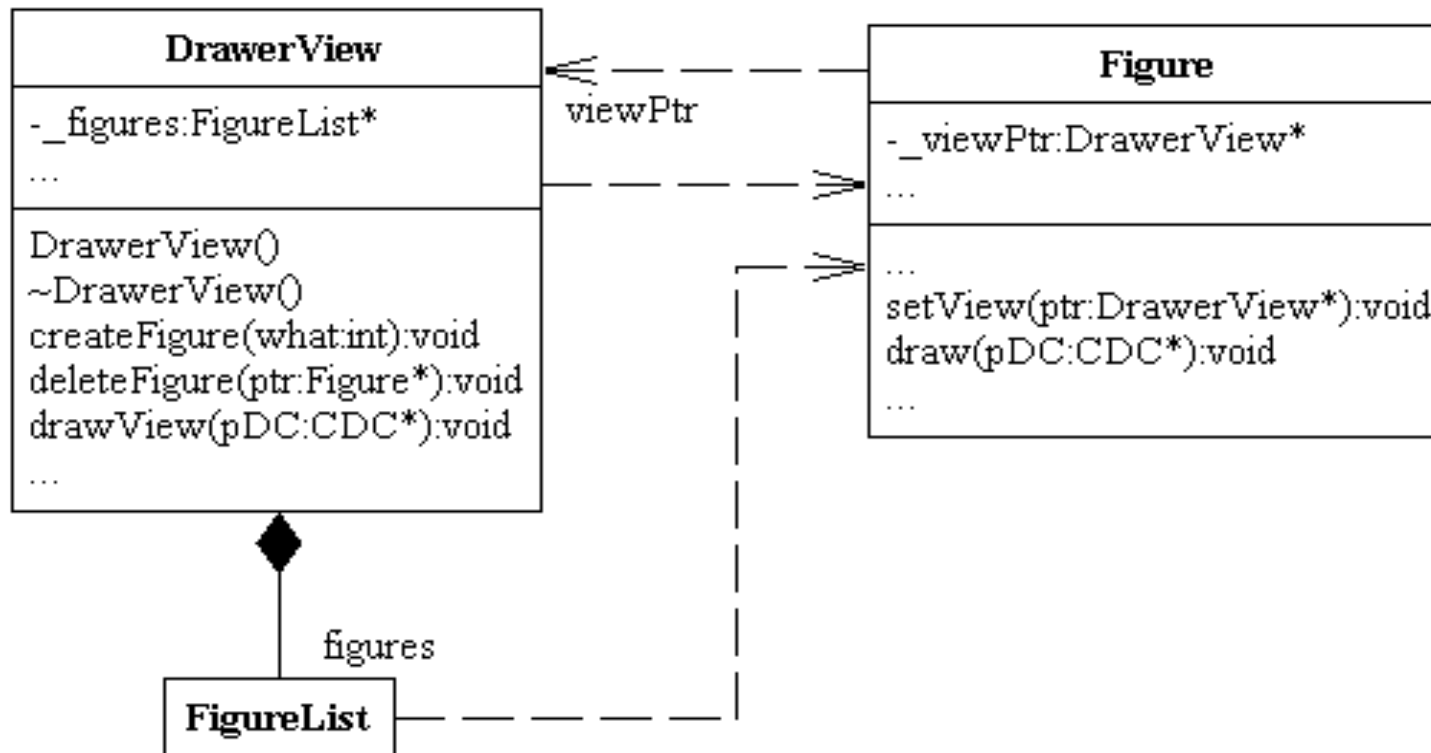 DrawerView
-_figures:FigureList*
...
DrawerView()
~DrawerView()
createFigure(what:int):void
deleteFigure(ptr:Figure*):void
drawView(pDC:CDC*):void
...
viewPtr
Figure
-_viewPtr:DrawerView*
...
...
setView(ptr:DrawerView*):void
draw(pDC:CDC*):void
...
figures
FigureList